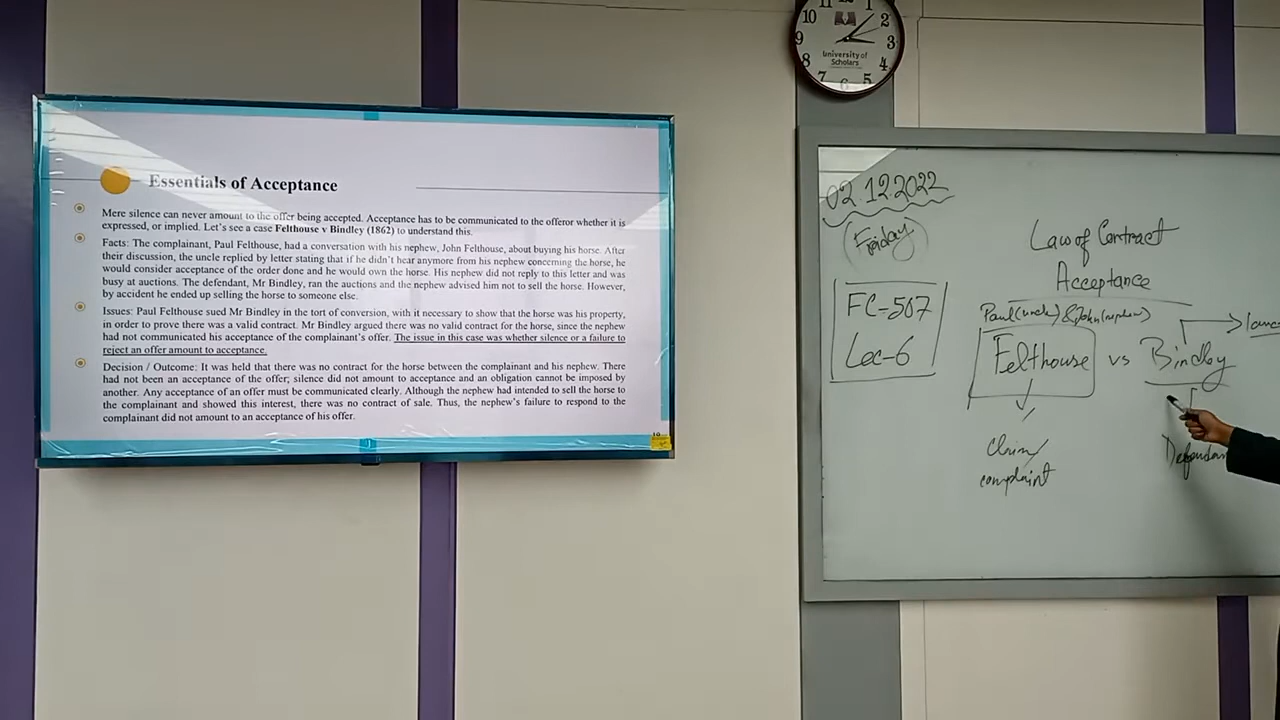 Essentials of Acceptance
Mere silence can never amount to the offer being accepted. Acceptance has to be communicated to the offeror whether it is
expressed, or implied. Let's see a case Felthouse v Bindley (1862) to understand this.
Facts: The complainant, Paul Felthouse, had a conversation with his nephew, John Felthouse, about buying his horse. After
their discussion, the uncle replied by letter stating that if he didn't hear anymore from his nephew concerning the horse, he
would consider acceptance of the order done and he would own the horse. His nephew did not reply to this letter and was
busy at auctions. The defendant, Mr Bindley, ran the auctions and the nephew advised him not to sell the horse. However,
by accident he ended up selling the horse to someone else.
Issues: Paul Felthouse sued Mr Bindley in the tort of conversion, with it necessary to show that the horse was his property,
in order to prove there was a valid contract. Mr Bindley argued there was no valid contract for the horse, since the nephew
had not communicated his acceptance of the complainant's offer. The issue in this case was whether silence or a failure to
reject an offer amount to acceptance.
Decision / Outcome: It was held that there was no contract for the horse between the complainant and his nephew. There
had not been an acceptance of the offer; silence did not amount to acceptance and an obligation cannot be imposed by
another. Any acceptance of an offer must be communicated clearly. Although the nephew had intended to sell the horse to
the complainant and showed this interest, there was no contract of sale. Thus, the nephew's failure to respond to the
complainant did not amount to an acceptance of his offer.
11 12 1
10 2
9 3
8 4
7 6 5
University of
Scholars
02.12.2022
(Friday)
FC-567
Lec-6
Law of Contract
Acceptance
Paul (uncle) & John (nephew)
Felthouse vs Bindley
complaint